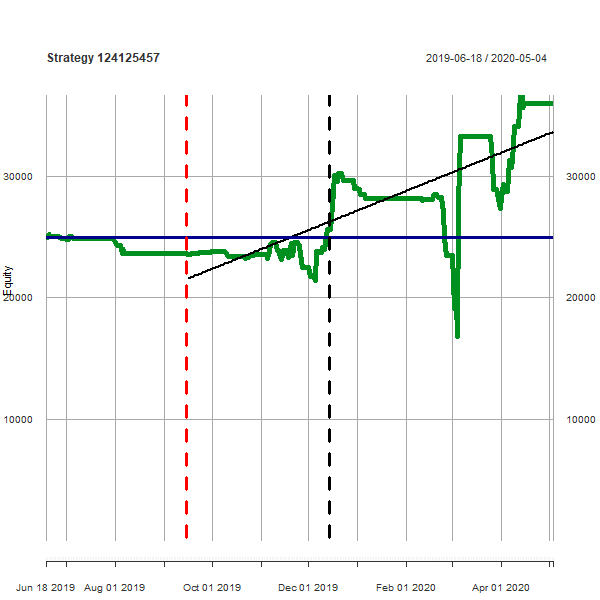 Strategy 124125457
2019-06-18 / 2020-05-04
30000
30000
Equity
20000
20000
10000
10000
Jun 18 2019
Aug 01 2019
Oct 01 2019
Dec 01 2019
Feb 01 2020
Apr 01 2020